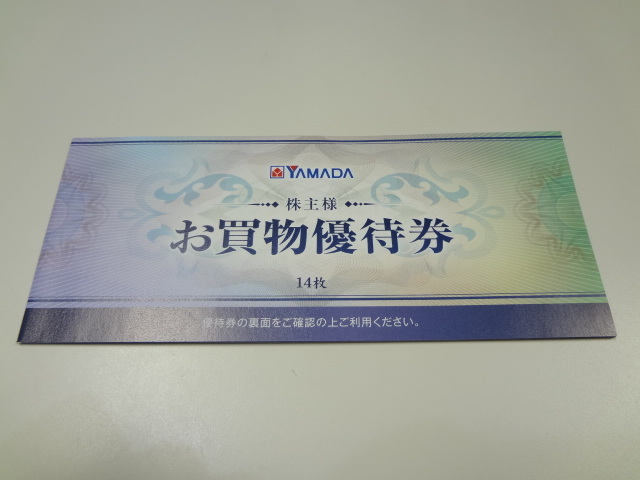 YAMADA
株主様
お買物優待券
14枚
優待券の裏面をご確認の上ご利用ください。